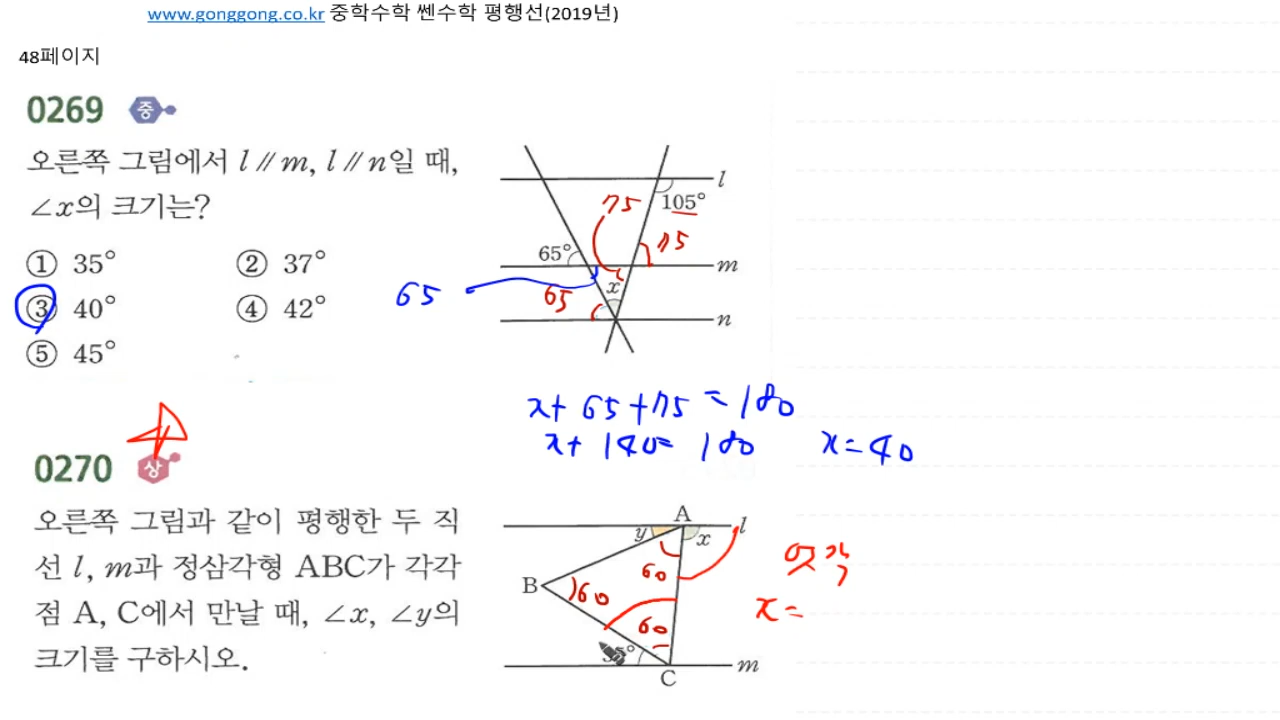 www.gonggong.co.kr 중학수학 쎈수학 평행선(2019년)
48페이지
0269 중
오른쪽 그림에서 l∥m, l∥n일 때,
∠x의 크기는?
① 35° ② 37°
③ 40° ④ 42°
⑤ 45°
l
105°
75
75
65°
m
65
65
x
n
x+65+75=180
x+140=180 x=40
0270 상
오른쪽 그림과 같이 평행한 두 직
선 l, m과 정삼각형 ABC가 각각
점 A, C에서 만날 때, ∠x, ∠y의
크기를 구하시오.
A
l
y
x
60
B
60
60
C
m
엇각
x=